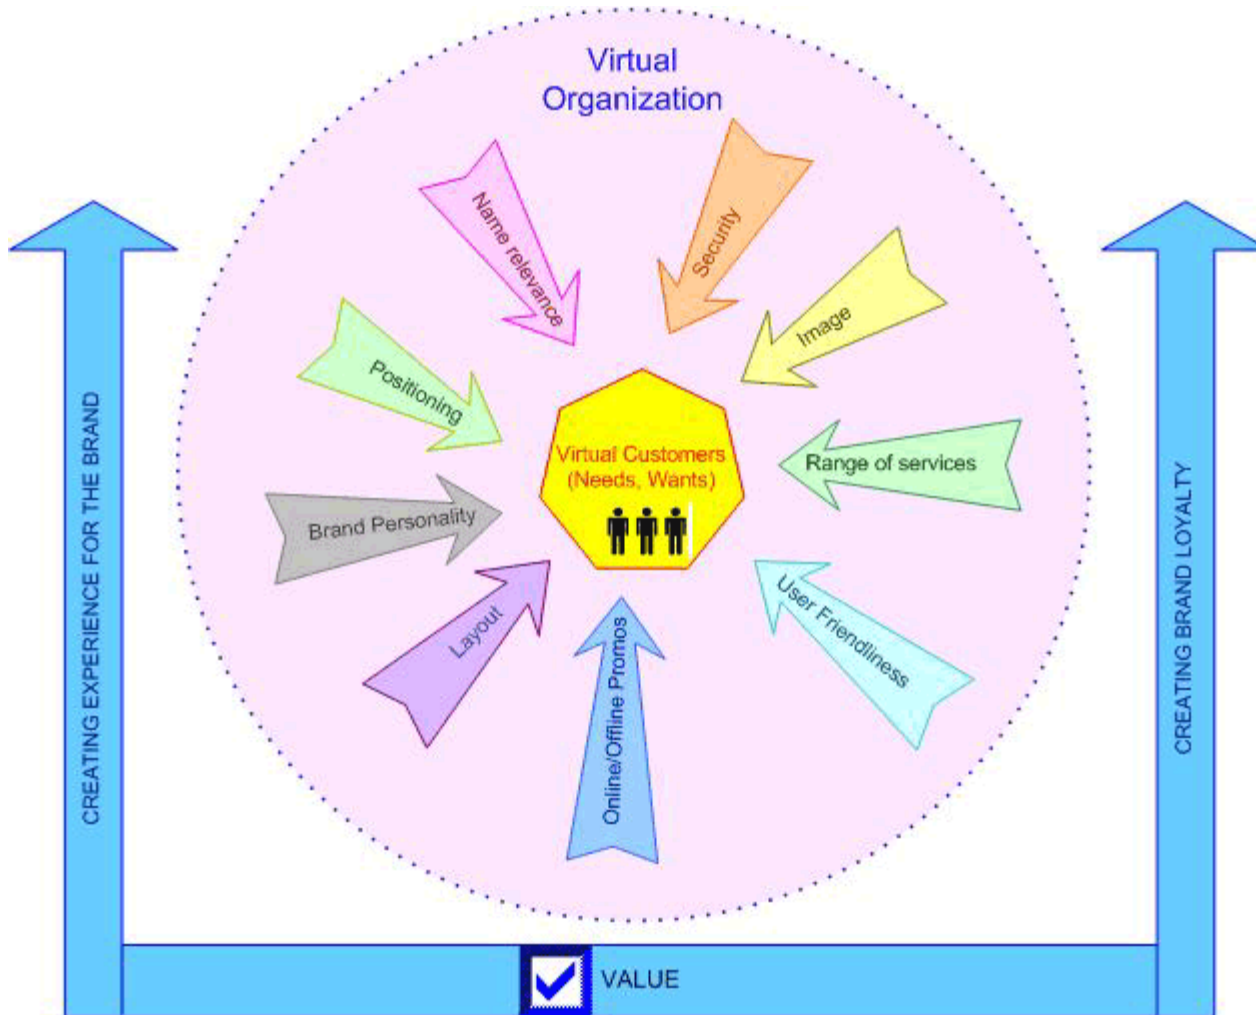 Virtual
Organization
Name relevance
Security
Image
Positioning
Range of services
Virtual Customers
(Needs, Wants)
Brand Personality
Layout
User Friendliness
Online/Offline Promos
CREATING EXPERIENCE FOR THE BRAND
CREATING BRAND LOYALTY
VALUE